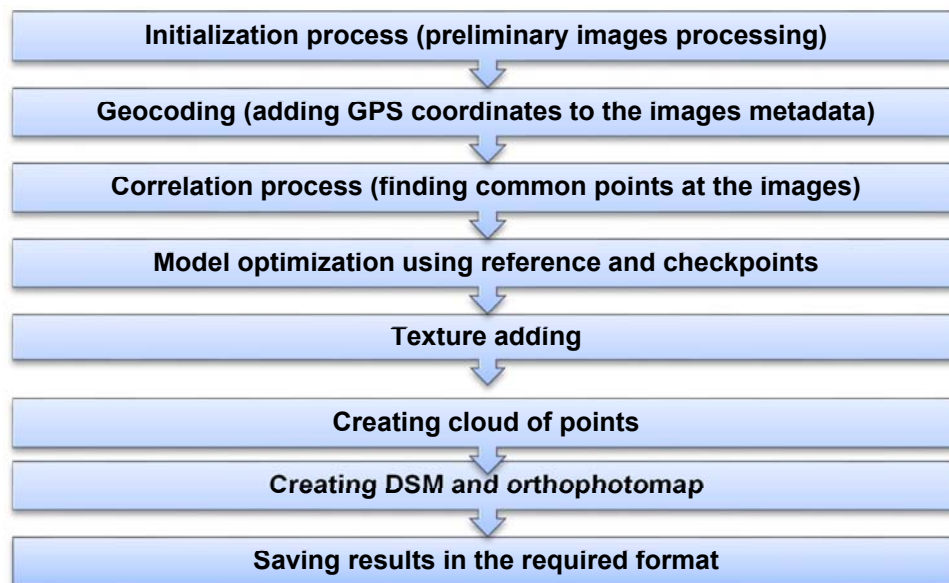 Initialization process (preliminary images processing)
Geocoding (adding GPS coordinates to the images metadata)
Correlation process (finding common points at the images)
Model optimization using reference and checkpoints
Texture adding
Creating cloud of points
Creating DSM and orthophotomap
Saving results in the required format